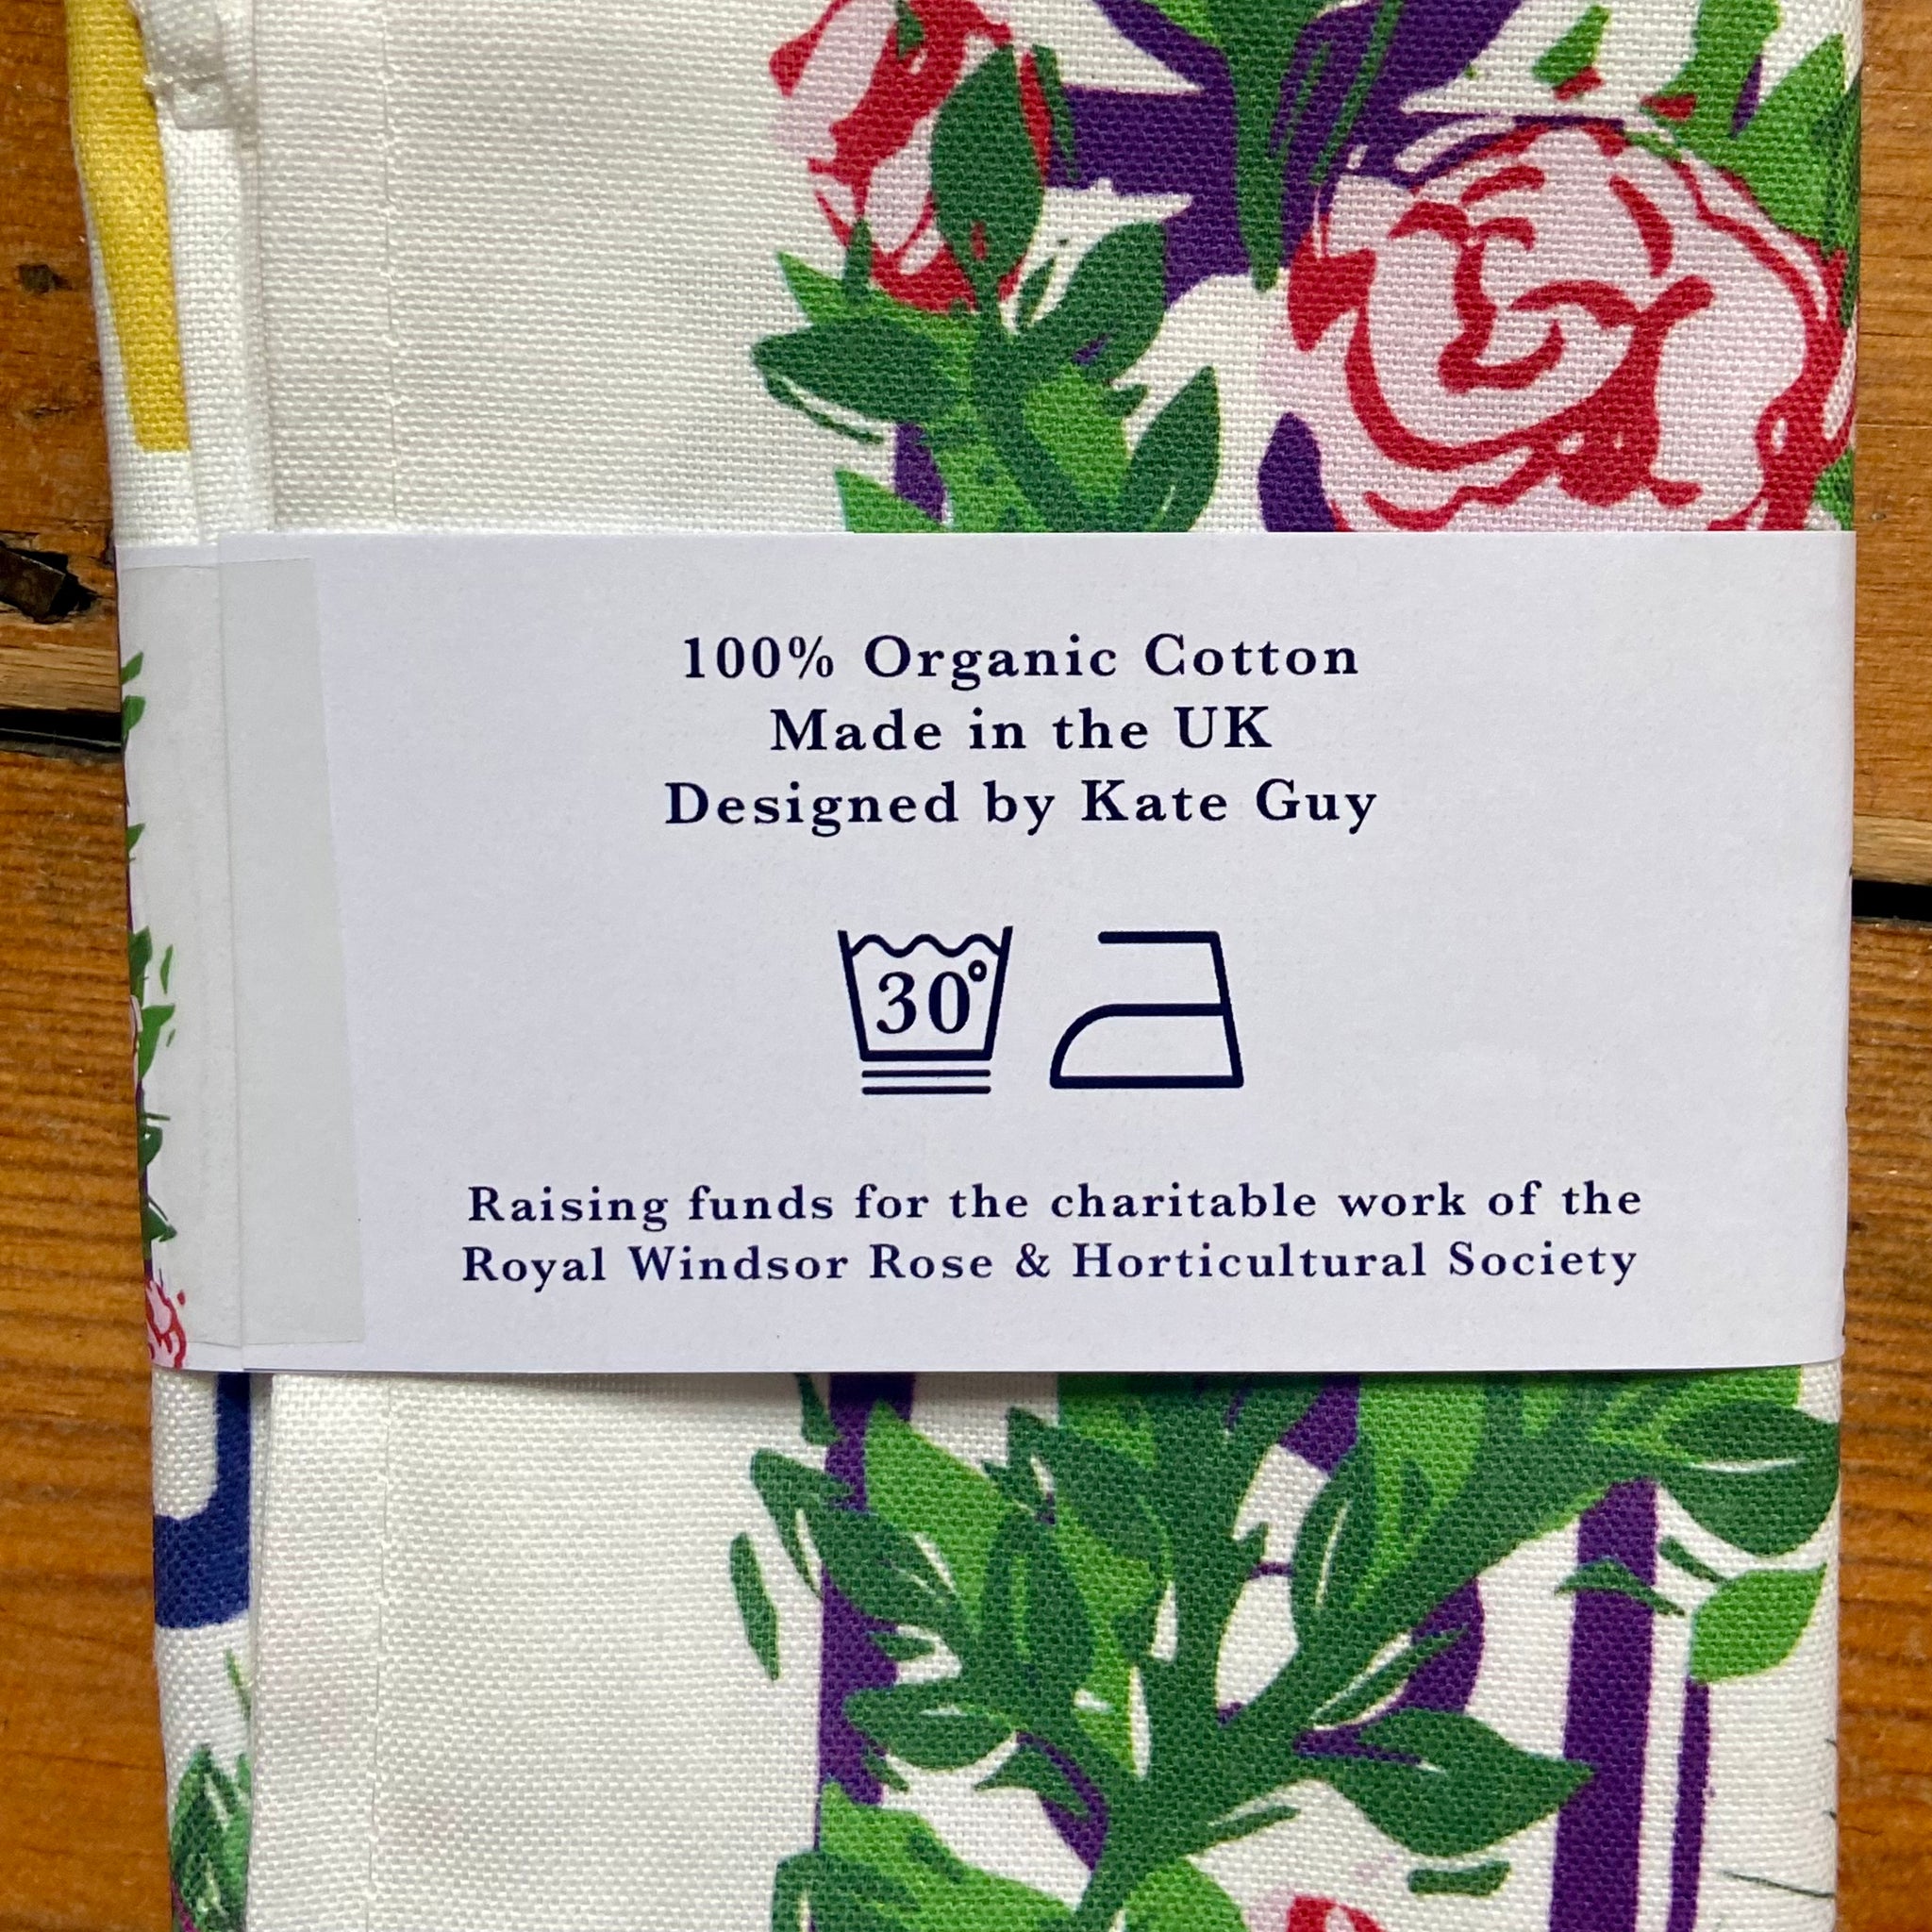 100% Organic Cotton
Made in the UK
Designed by Kate Guy
30°
Raising funds for the charitable work of the
Royal Windsor Rose & Horticultural Society